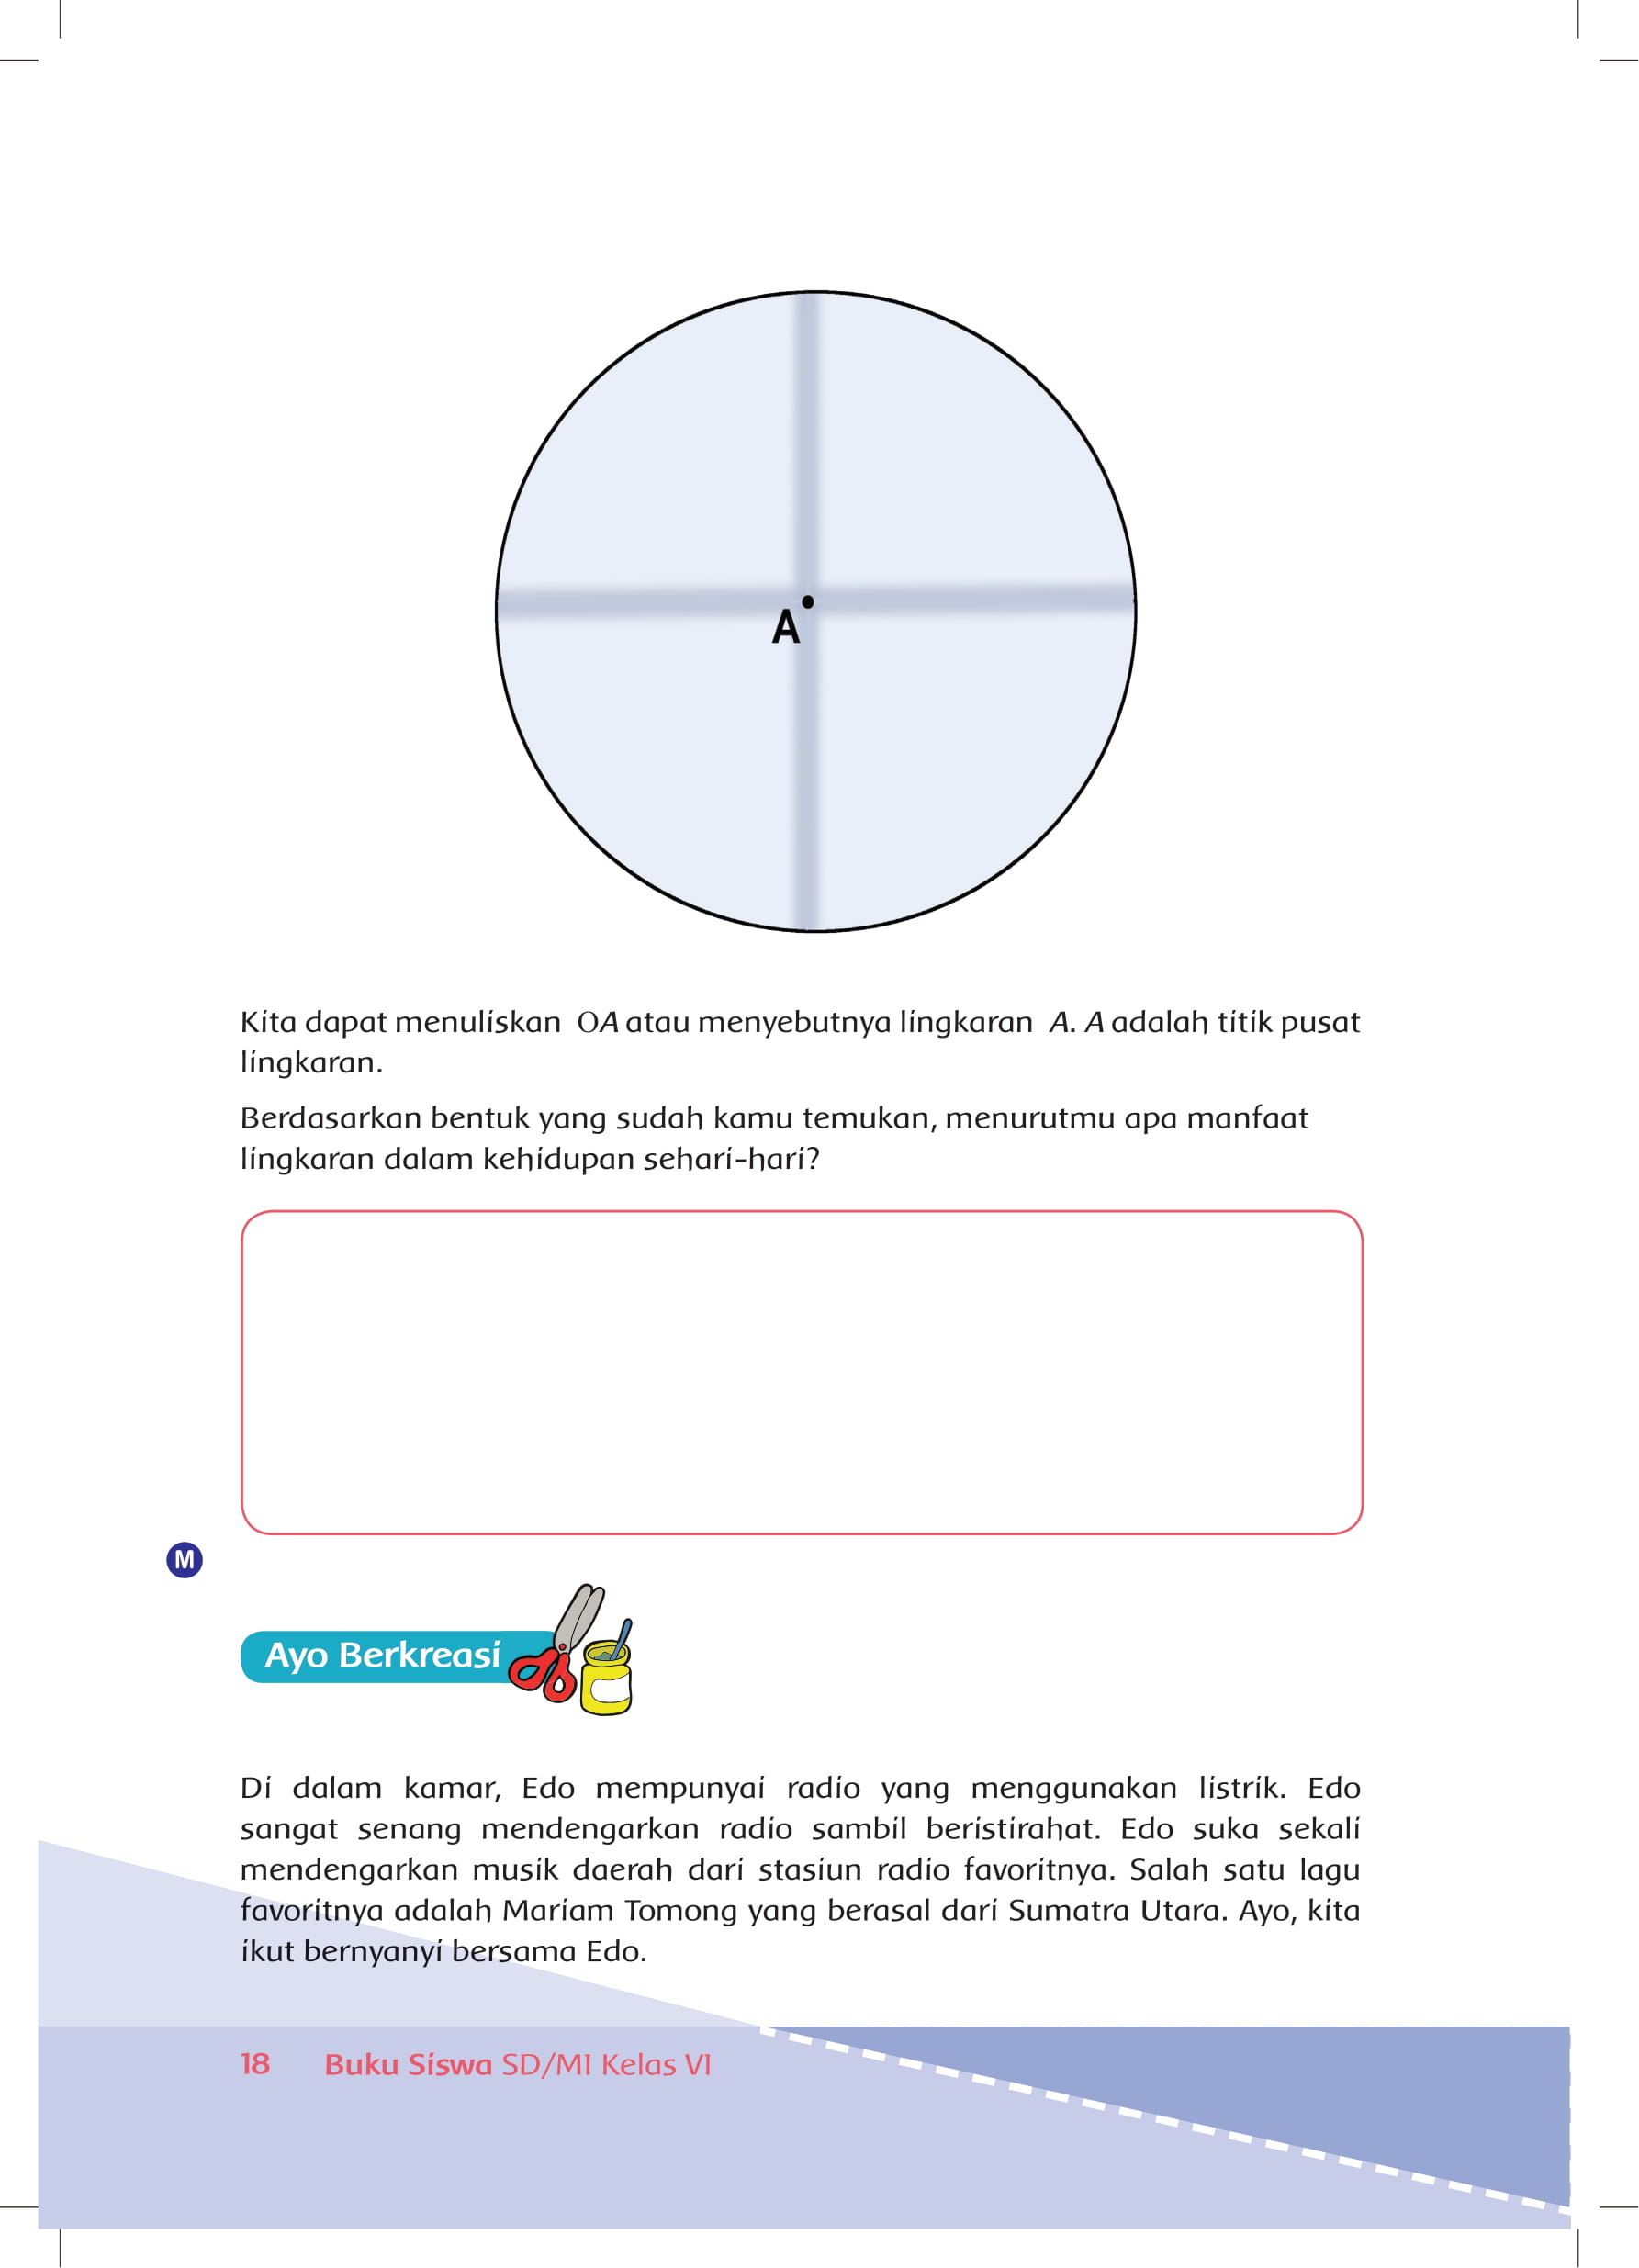 A
Kita dapat menuliskan OA atau menyebutnya lingkaran A. A adalah titik pusat
lingkaran.
Berdasarkan bentuk yang sudah kamu temukan, menurutmu apa manfaat
lingkaran dalam kehidupan sehari-hari?
M
Ayo Berkreasi
Di dalam kamar, Edo mempunyai radio yang menggunakan listrik. Edo
sangat senang mendengarkan radio sambil beristirahat. Edo suka sekali
mendengarkan musik daerah dari stasiun radio favoritnya. Salah satu lagu
favoritnya adalah Mariam Tomong yang berasal dari Sumatra Utara. Ayo, kita
ikut bernyanyi bersama Edo.
18 Buku Siswa SD/MI Kelas VI